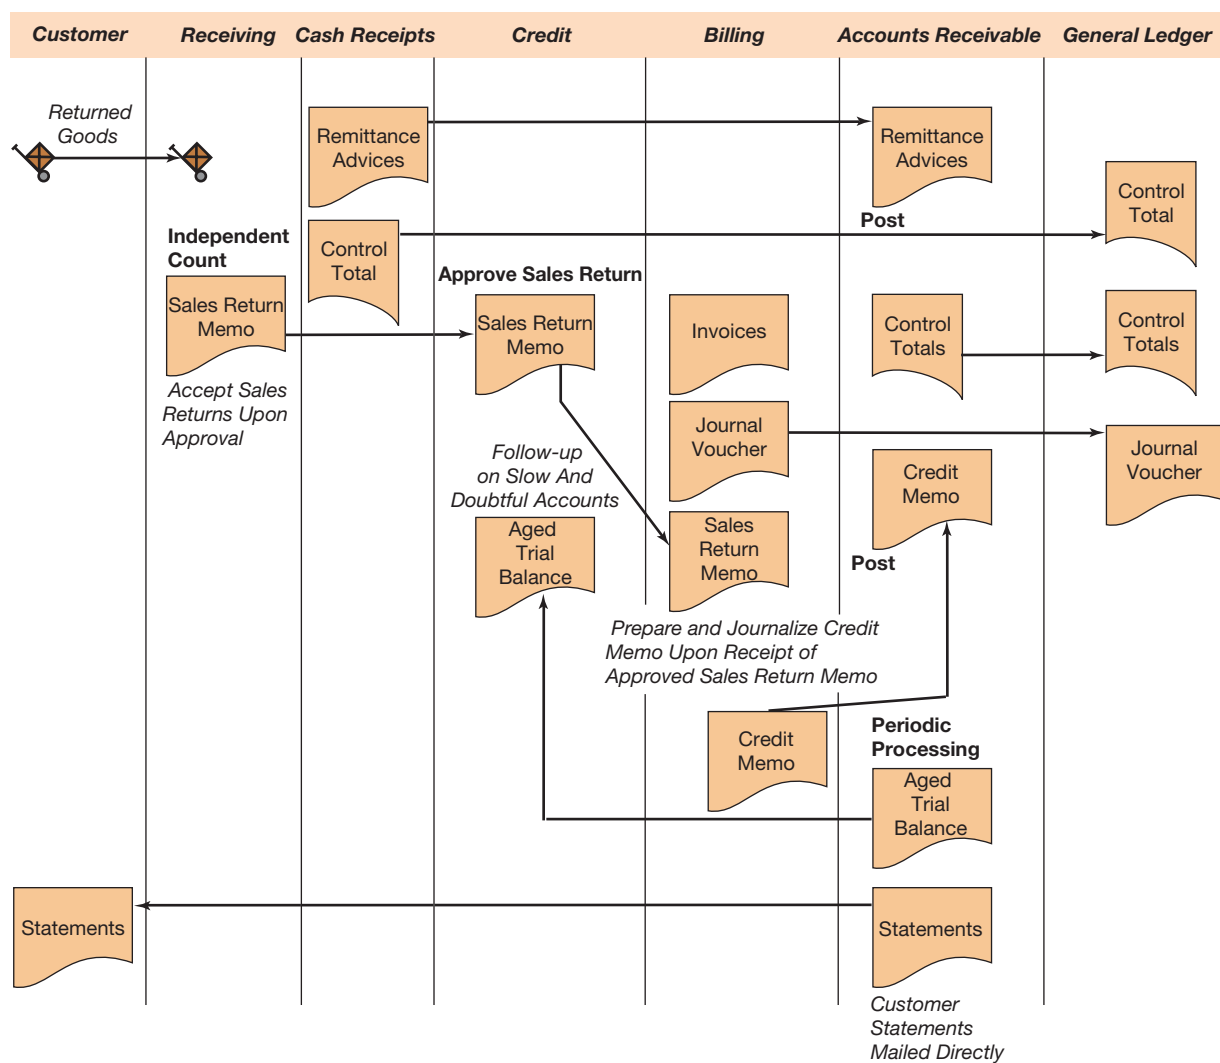 Customer
Receiving
Cash Receipts
Credit
Billing
Accounts Receivable
General Ledger
Returned
Goods
Remittance
Advices
Remittance
Advices
Post
Control
Total
Independent
Count
Control
Total
Approve Sales Return
Sales Return
Memo
Accept Sales
Returns Upon
Approval
Sales Return
Memo
Invoices
Control
Totals
Control
Totals
Journal
Voucher
Journal
Voucher
Follow-up
on Slow And
Doubtful Accounts
Credit
Memo
Post
Aged
Trial
Balance
Sales
Return
Memo
Prepare and Journalize Credit
Memo Upon Receipt of
Approved Sales Return Memo
Credit
Memo
Periodic
Processing
Aged
Trial
Balance
Statements
Statements
Customer
Statements
Mailed Directly